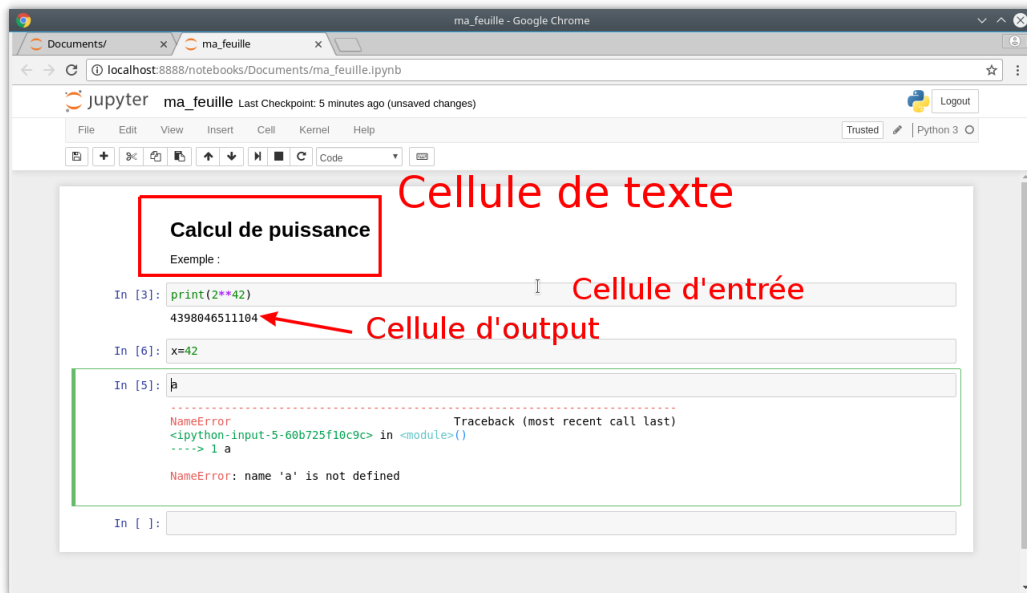 ma_feuille - Google Chrome
Documents/ ma_feuille
localhost:8888/notebooks/Documents/ma_feuille.ipynb
jupyter ma_feuille Last Checkpoint: 5 minutes ago (unsaved changes) Logout
File Edit View Insert Cell Kernel Help Trusted Python 3
Code
Cellule de texte
Calcul de puissance
Exemple :
Cellule d'entrée
In [3]: print(2**42)
4398046511104
Cellule d'output
In [6]: x=42
In [5]: a
---------------------------------------------------------------------------
NameError Traceback (most recent call last)
<ipython-input-5-60b725f10c9c> in <module>()
----> 1 a
NameError: name 'a' is not defined
In [ ]: